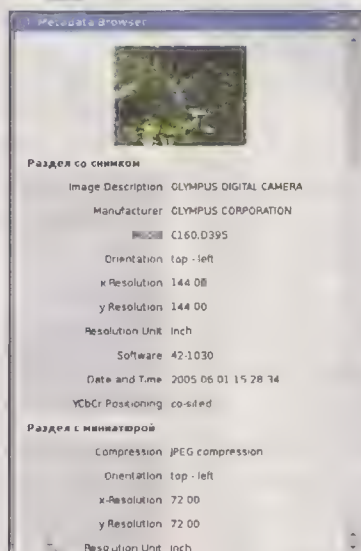 Metadata Browser
Раздел со снимком
Image Description OLYMPUS DIGITAL CAMERA
Manufacturer OLYMPUS CORPORATION
C160,D395
Orientation top - left
x-Resolution 144.00
y Resolution 144.00
Resolution Unit Inch
Software 42-1030
Date and Time 2005 06 01 15 28 34
YCbCr Positioning co-sited
Раздел с миниатюрой
Compression JPEG compression
Orientation top - left
x-Resolution 72.00
y Resolution 72.00
Resolution Unit Inch